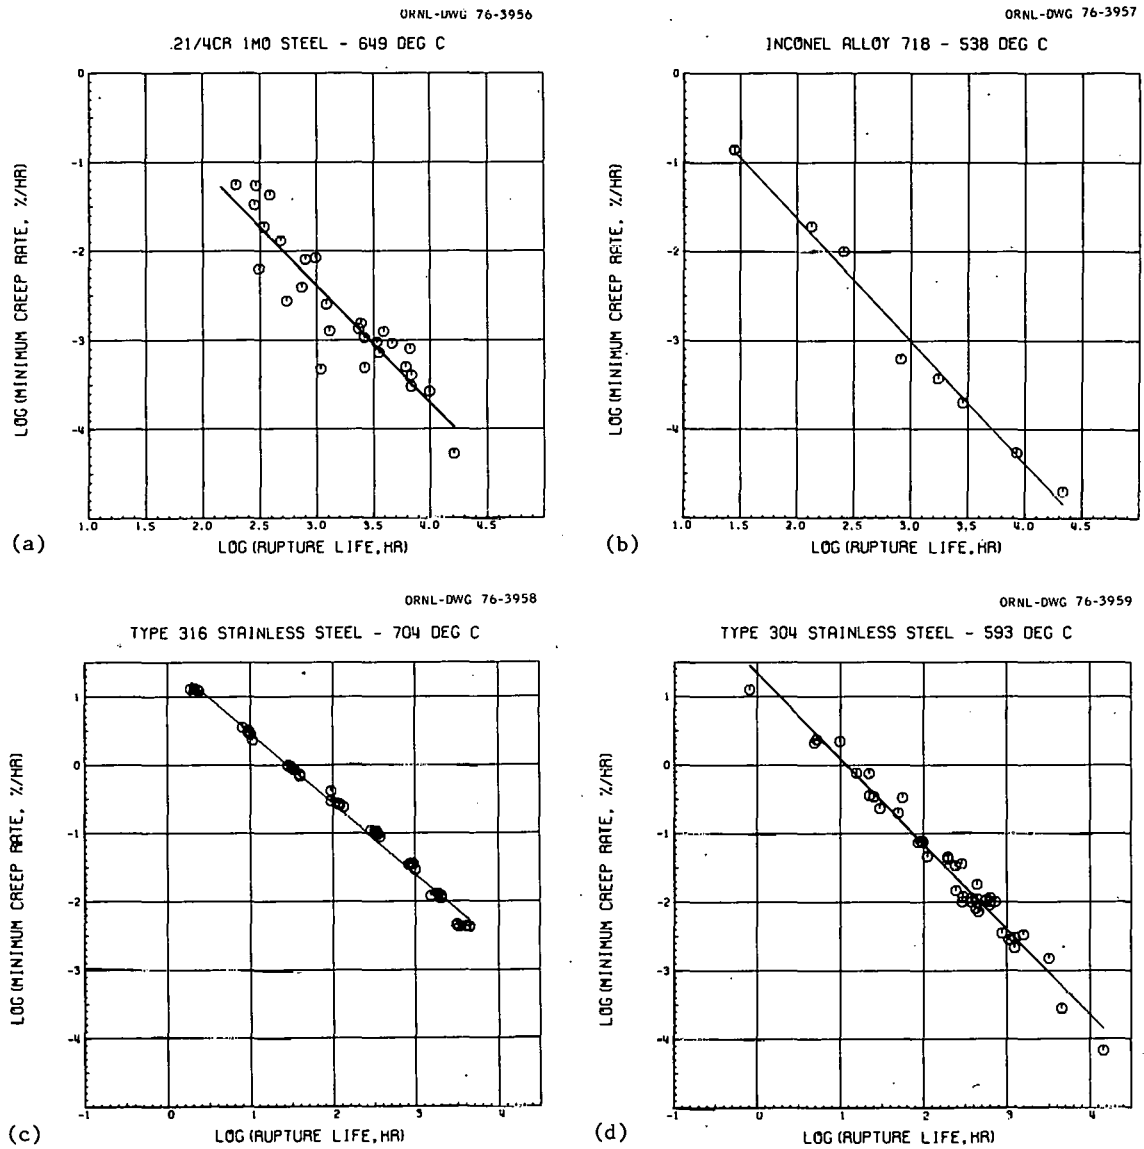 ORNL-DWG 76-3956
.21/4CR 1MO STEEL - 649 DEG C
LOG (MINIMUM CREEP RATE, %/HR)
0
-1
-2
-3
-4
1.0 1.5 2.0 2.5 3.0 3.5 4.0 4.5
LOG (RUPTURE LIFE,HR)
(a)
ORNL-DWG 76-3957
INCONEL ALLOY 718 - 538 DEG C
LOG (MINIMUM CREEP RATE, %/HR)
0
-1
-2
-3
-4
1.0 1.5 2.0 2.5 3.0 3.5 4.0 4.5
LOG (RUPTURE LIFE,HR)
(b)
ORNL-DWG 76-3958
TYPE 316 STAINLESS STEEL - 704 DEG C
LOG (MINIMUM CREEP RATE, %/HR)
1
0
-1
-2
-3
-4
-1 0 1 2 3 4
LOG (RUPTURE LIFE,HR)
(c)
ORNL-DWG 76-3959
TYPE 304 STAINLESS STEEL - 593 DEG C
LOG (MINIMUM CREEP RATE, %/HR)
1
0
-1
-2
-3
-4
-1 0 1 2 3 4
LOG (RUPTURE LIFE,HR)
(d)